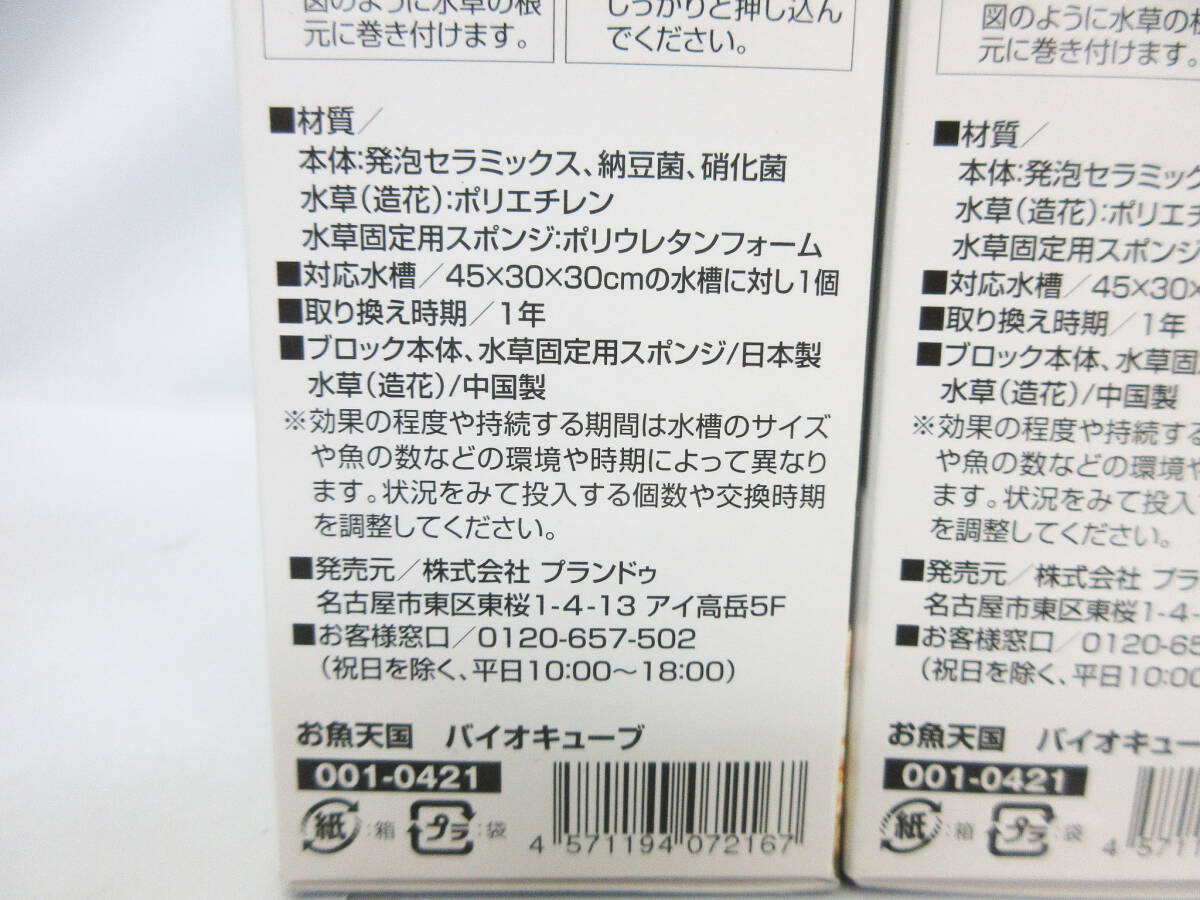 図のように水草の根
元に巻き付けます。
しっかりと押し込ん
でください。
■材質／
本体:発泡セラミックス、納豆菌、硝化菌
水草(造花):ポリエチレン
水草固定用スポンジ:ポリウレタンフォーム
■対応水槽／45×30×30cmの水槽に対し1個
■取り換え時期／1年
■ブロック本体、水草固定用スポンジ/日本製
水草(造花)/中国製
※効果の程度や持続する期間は水槽のサイズ
や魚の数などの環境や時期によって異なり
ます。状況をみて投入する個数や交換時期
を調整してください。
■発売元／株式会社 プランドゥ
名古屋市東区東桜1-4-13 アイ高岳5F
■お客様窓口／0120-657-502
(祝日を除く、平日10:00～18:00)
お魚天国 バイオキューブ
001-0421
紙:箱 プラ:袋
4 571194 072167
図のように水草の根
元に巻き付けます。
■材質／
本体:発泡セラミック
水草(造花):ポリエチ
水草固定用スポンジ
■対応水槽／45×30×
■取り換え時期／1年
■ブロック本体、水草固
水草(造花)/中国製
※効果の程度や持続する
や魚の数などの環境や
ます。状況をみて投入
を調整してください。
■発売元／株式会社 プラ
名古屋市東区東桜1-4-
■お客様窓口／0120-65
(祝日を除く、平日10:00
お魚天国 バイオキュー
001-0421
紙:箱 プラ:袋
4 5711